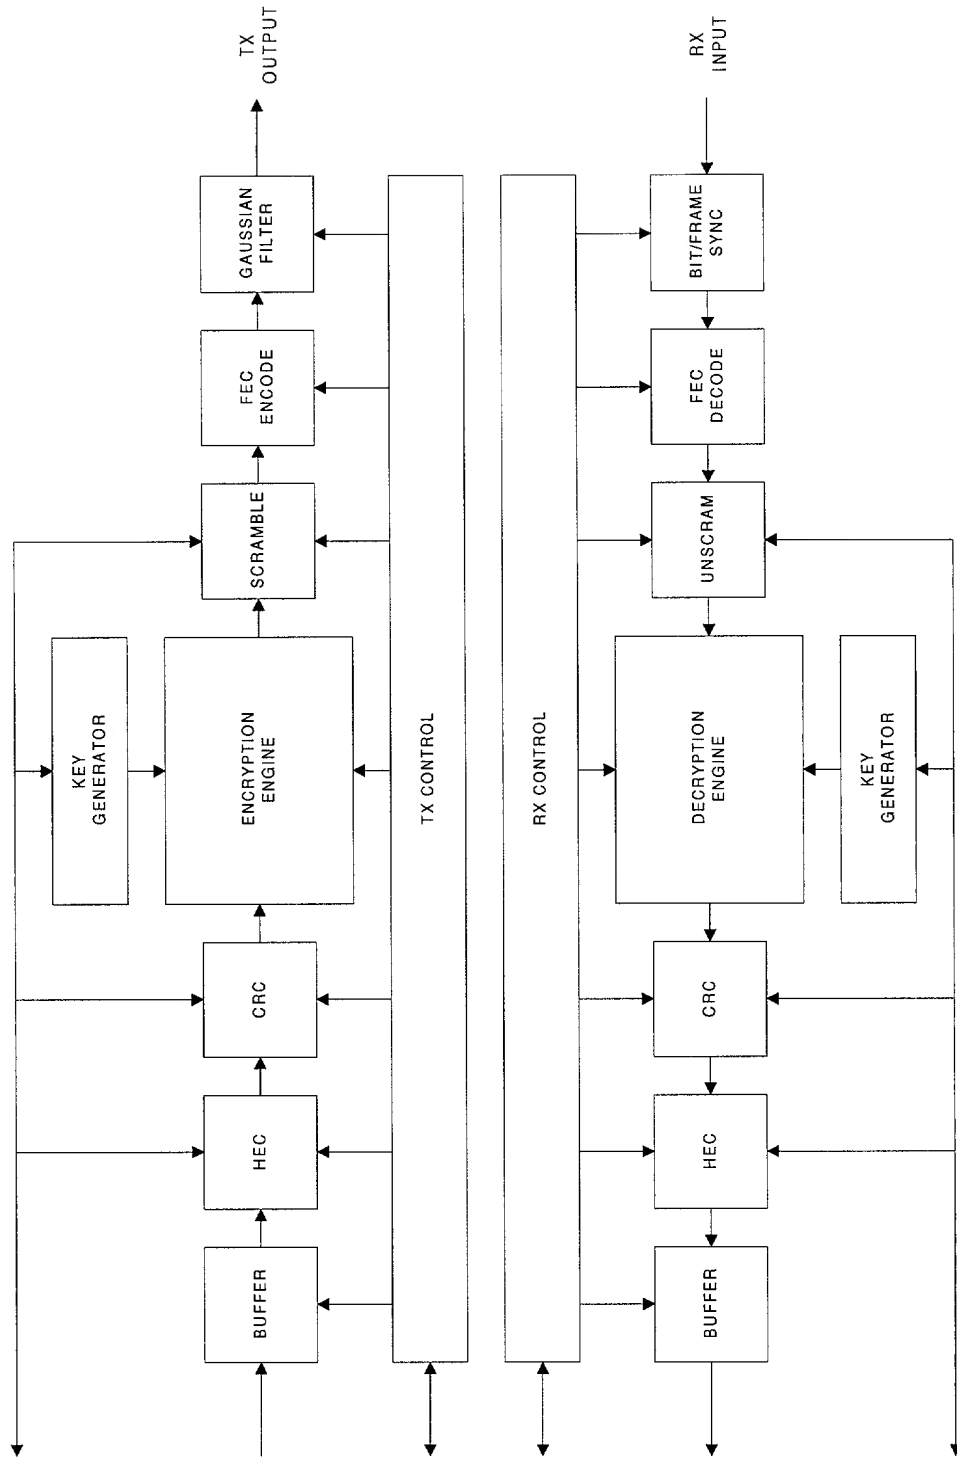 BUFFER
HEC
CRC
KEY
GENERATOR
ENCRYPTION
ENGINE
SCRAMBLE
FEC
ENCODE
GAUSSIAN
FILTER
TX
OUTPUT
TX CONTROL
RX CONTROL
BUFFER
HEC
CRC
DECRYPTION
ENGINE
KEY
GENERATOR
UNSCRAM
FEC
DECODE
BIT/FRAME
SYNC
RX
INPUT